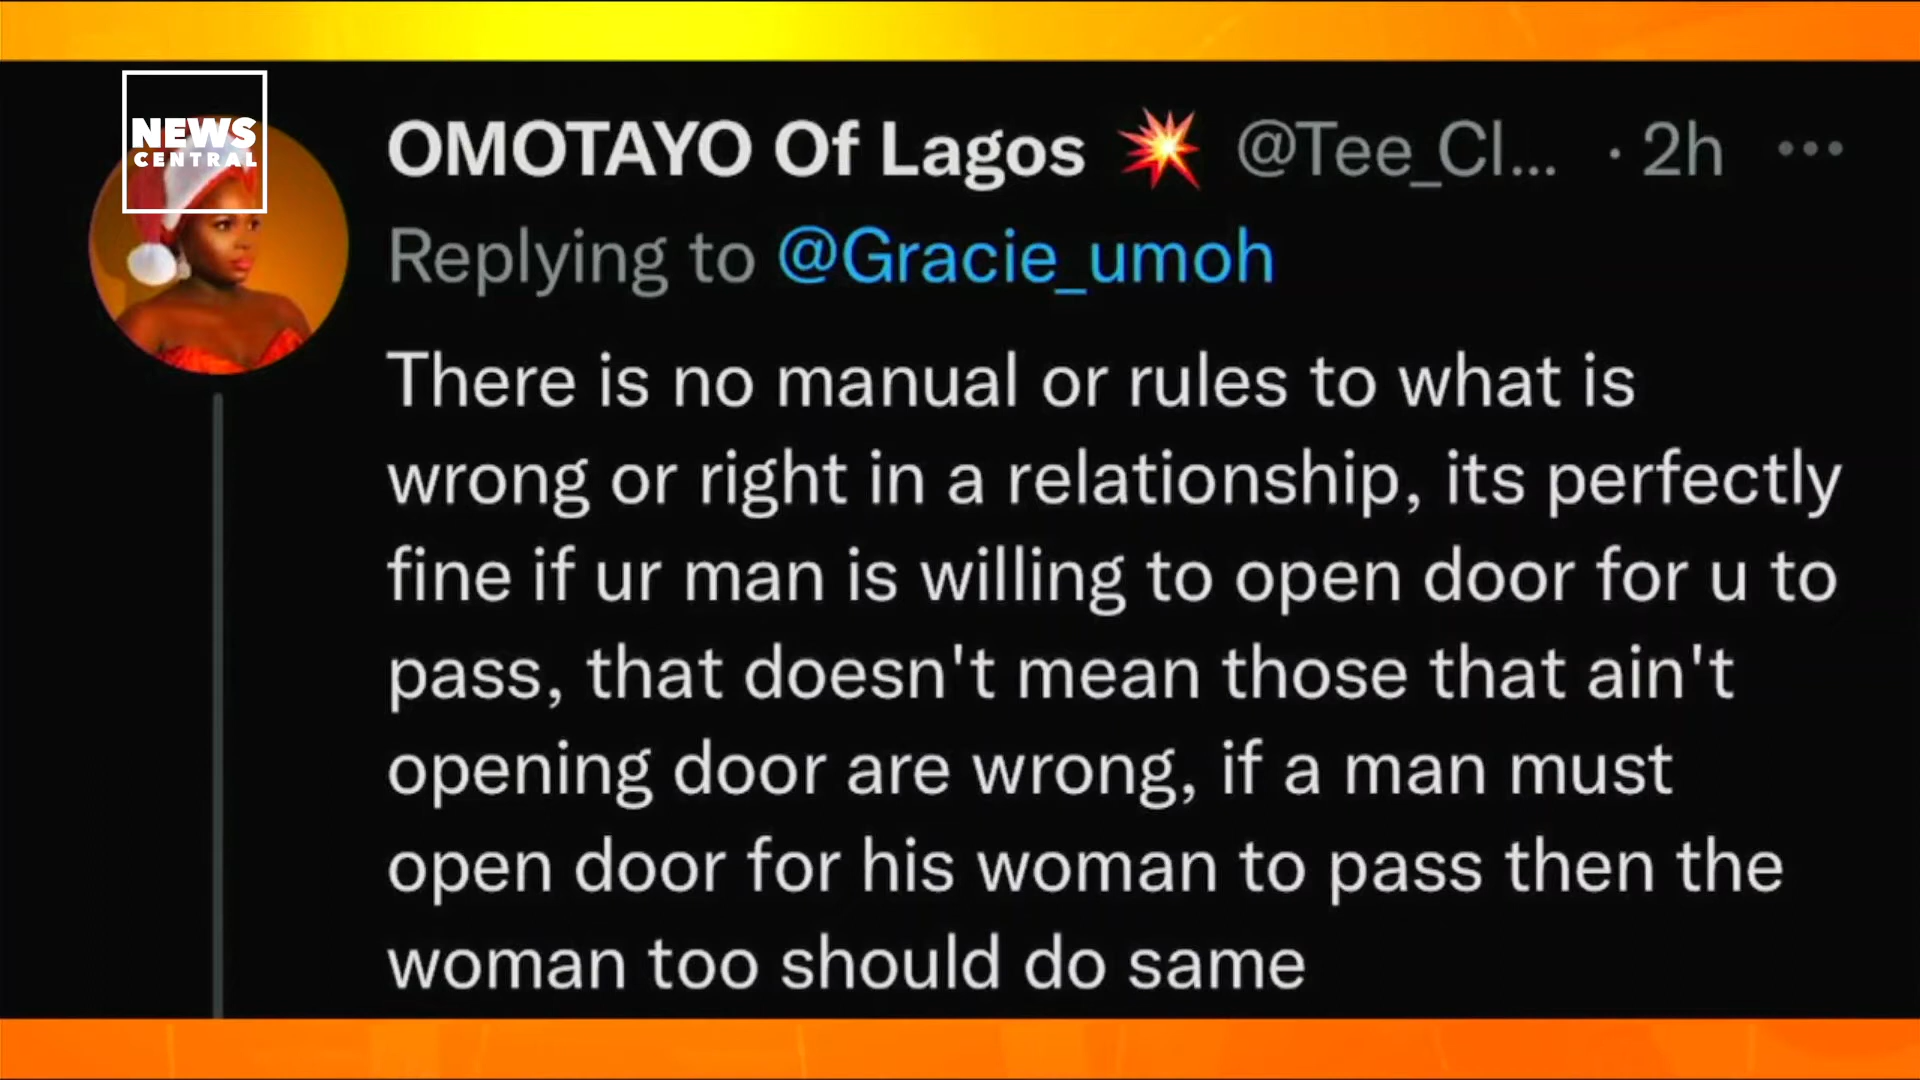 NEWS
CENTRAL
OMOTAYO Of Lagos 💥 @Tee_Cl... · 2h ...
Replying to @Gracie_umoh
There is no manual or rules to what is
wrong or right in a relationship, its perfectly
fine if ur man is willing to open door for u to
pass, that doesn't mean those that ain't
opening door are wrong, if a man must
open door for his woman to pass then the
woman too should do same